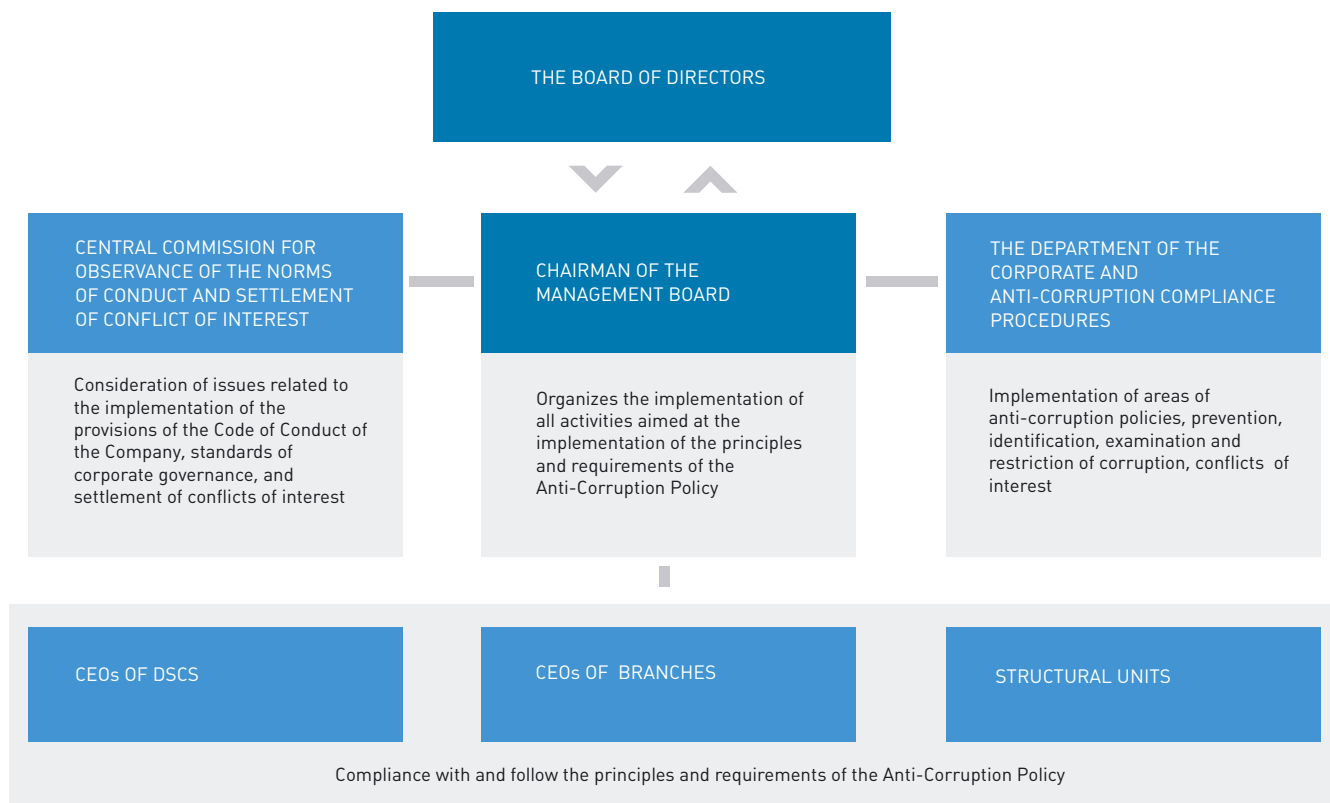 THE BOARD OF DIRECTORS
CENTRAL COMMISSION FOR
OBSERVANCE OF THE NORMS
OF CONDUCT AND SETTLEMENT
OF CONFLICT OF INTEREST
Consideration of issues related to
the implementation of the
provisions of the Code of Conduct of
the Company, standards of
corporate governance, and
settlement of conflicts of interest
CHAIRMAN OF THE
MANAGEMENT BOARD
Organizes the implementation of
all activities aimed at the
implementation of the principles
and requirements of the
Anti-Corruption Policy
THE DEPARTMENT OF THE
CORPORATE AND
ANTI-CORRUPTION COMPLIANCE
PROCEDURES
Implementation of areas of
anti-corruption policies, prevention,
identification, examination and
restriction of corruption, conflicts of
interest
CEOs OF DSCS
CEOs OF BRANCHES
STRUCTURAL UNITS
Compliance with and follow the principles and requirements of the Anti-Corruption Policy